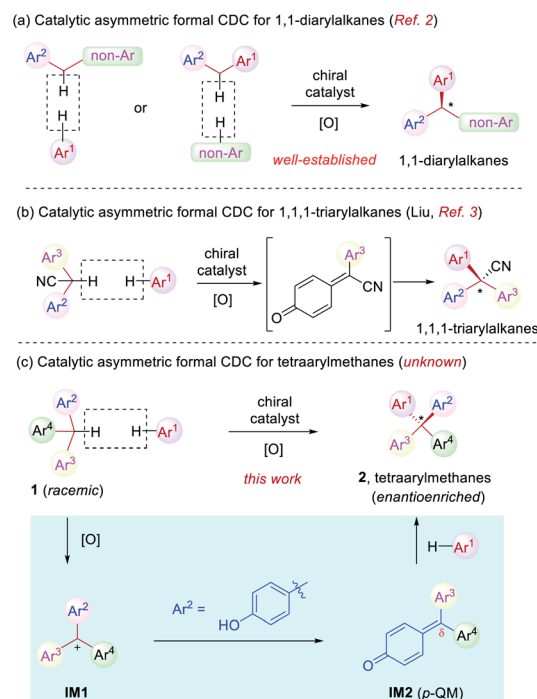 (a) Catalytic asymmetric formal CDC for 1,1-diarylalkanes (Ref. 2)
Ar² non-Ar
H
H
Ar¹
or
Ar² Ar¹
H
H
non-Ar
chiral
catalyst
[O]
well-established
Ar¹
*
Ar² non-Ar
1,1-diarylalkanes
(b) Catalytic asymmetric formal CDC for 1,1,1-triarylalkanes (Liu, Ref. 3)
Ar³
NC H H Ar¹
Ar²
chiral
catalyst
[O]
Ar³
CN
O
Ar¹ CN
Ar² * Ar³
1,1,1-triarylalkanes
(c) Catalytic asymmetric formal CDC for tetraarylmethanes (unknown)
Ar²
Ar⁴ H H Ar¹
Ar³
1 (racemic)
chiral
catalyst
[O]
this work
Ar¹ * Ar²
Ar³ Ar⁴
2, tetraarylmethanes
(enantioenriched)
[O]
H Ar¹
Ar²
+
Ar³ Ar⁴
IM1
Ar² =
HO
Ar³
Ar⁴
δ
O
IM2 (p-QM)